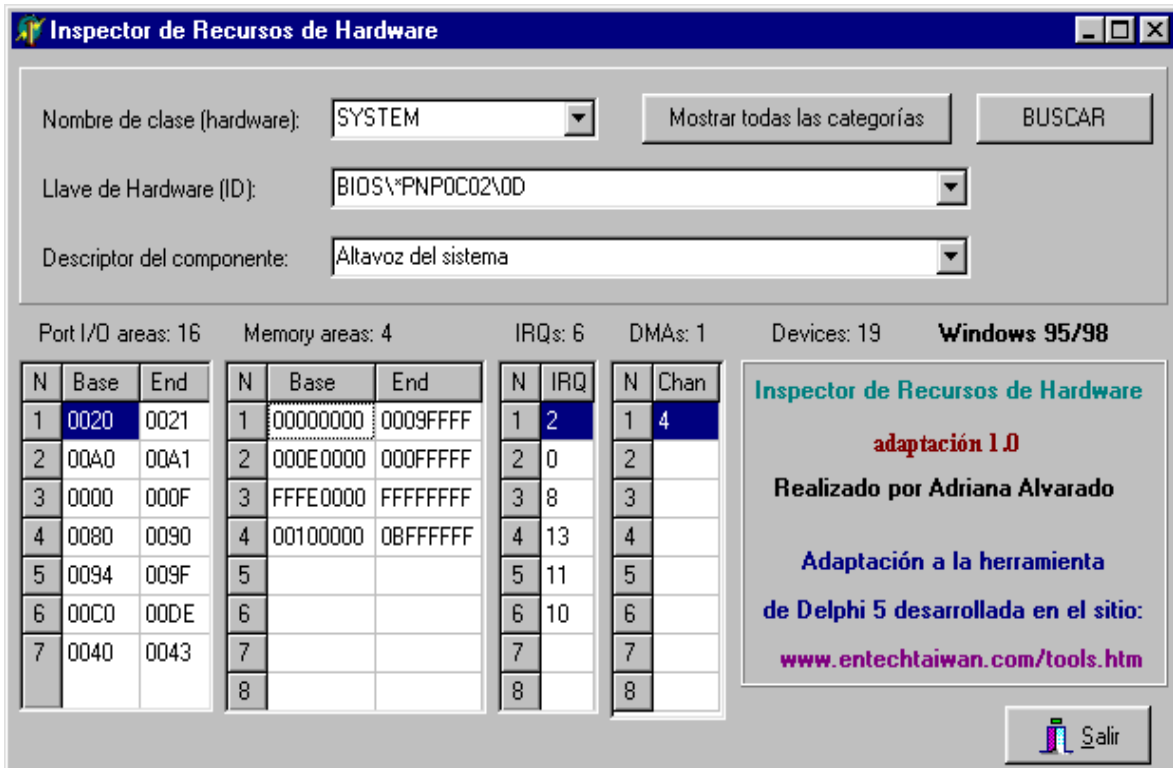 Inspector de Recursos de Hardware
Nombre de clase (hardware): SYSTEM Mostrar todas las categorías BUSCAR
Llave de Hardware (ID): BIOS\*PNP0C02\0D
Descriptor del componente: Altavoz del sistema
Port I/O areas: 16 Memory areas: 4 IRQs: 6 DMAs: 1 Devices: 19 Windows 95/98
N Base End N Base End N IRQ N Chan
1 0020 0021 1 00000000 0009FFFF 1 2 1 4
2 00A0 00A1 2 000E0000 000FFFFF 2 0 2
3 0000 000F 3 FFFE0000 FFFFFFFF 3 8 3
4 0080 0090 4 00100000 0BFFFFFF 4 13 4
5 0094 009F 5 5 11 5
6 00C0 00DE 6 6 10 6
7 0040 0043 7 7 7
8 8 8
Inspector de Recursos de Hardware
adaptación 1.0
Realizado por Adriana Alvarado
Adaptación a la herramienta
de Delphi 5 desarrollada en el sitio:
www.entechtaiwan.com/tools.htm
Salir